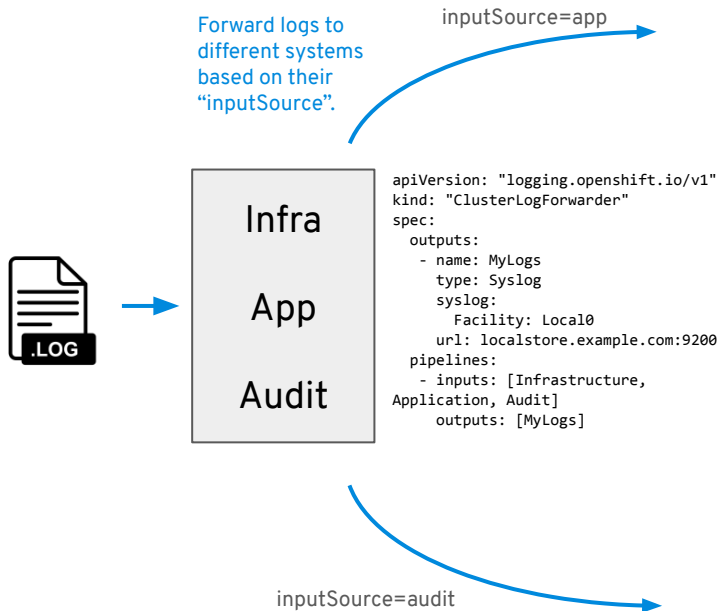 Forward logs to
different systems
based on their
“inputSource”.
inputSource=app
.LOG
Infra
App
Audit
apiVersion: "logging.openshift.io/v1"
kind: "ClusterLogForwarder"
spec:
  outputs:
   - name: MyLogs
     type: Syslog
     syslog:
       Facility: Local0
     url: localstore.example.com:9200
  pipelines:
   - inputs: [Infrastructure,
Application, Audit]
     outputs: [MyLogs]
inputSource=audit